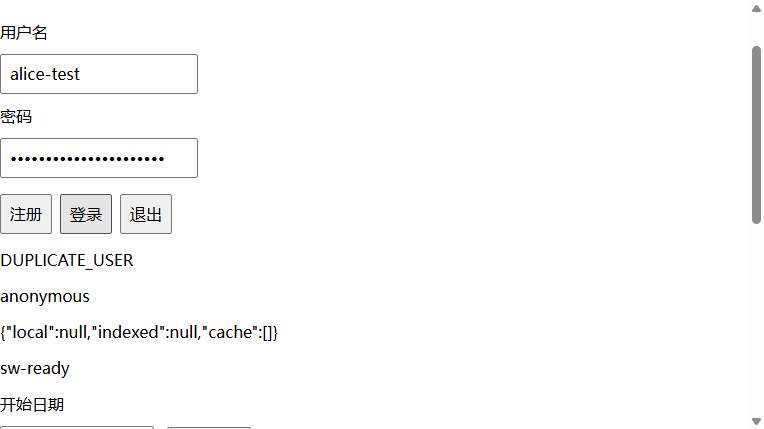 用户名
alice-test
密码
••••••••••••••••••••••
注册 登录 退出
DUPLICATE_USER
anonymous
{"local":null,"indexed":null,"cache":[]}
sw-ready
开始日期